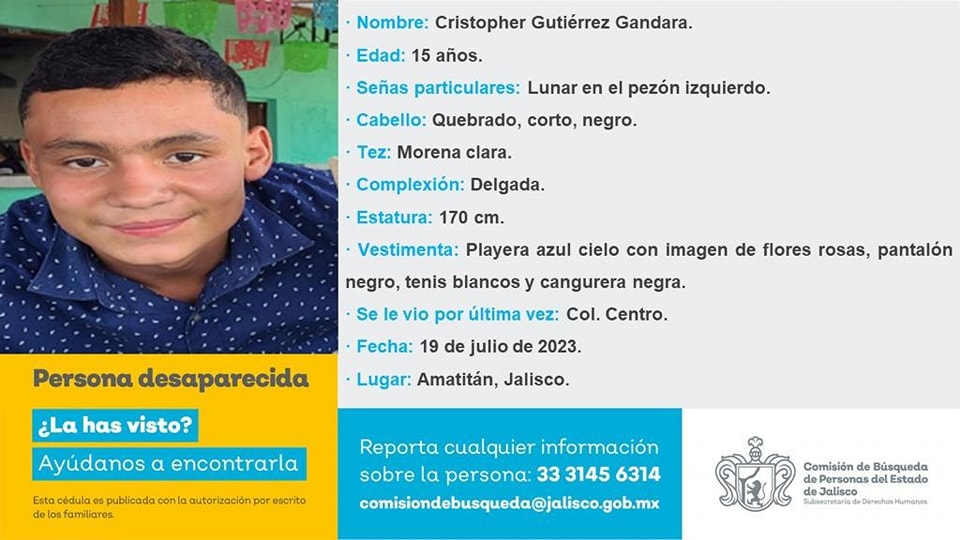 · Nombre: Cristopher Gutiérrez Gandara.
· Edad: 15 años.
· Señas particulares: Lunar en el pezón izquierdo.
· Cabello: Quebrado, corto, negro.
· Tez: Morena clara.
· Complexión: Delgada.
· Estatura: 170 cm.
· Vestimenta: Playera azul cielo con imagen de flores rosas, pantalón
negro, tenis blancos y cangurera negra.
· Se le vio por última vez: Col. Centro.
· Fecha: 19 de julio de 2023.
· Lugar: Amatitán, Jalisco.
Persona desaparecida
¿La has visto?
Ayúdanos a encontrarla
Esta cédula es publicada con la autorización por escrito
de los familiares.
Reporta cualquier información
sobre la persona: 33 3145 6314
comisiondebusqueda@jalisco.gob.mx
Comisión de Búsqueda
de Personas del Estado
de Jalisco
Subsecretaría de Derechos Humanos